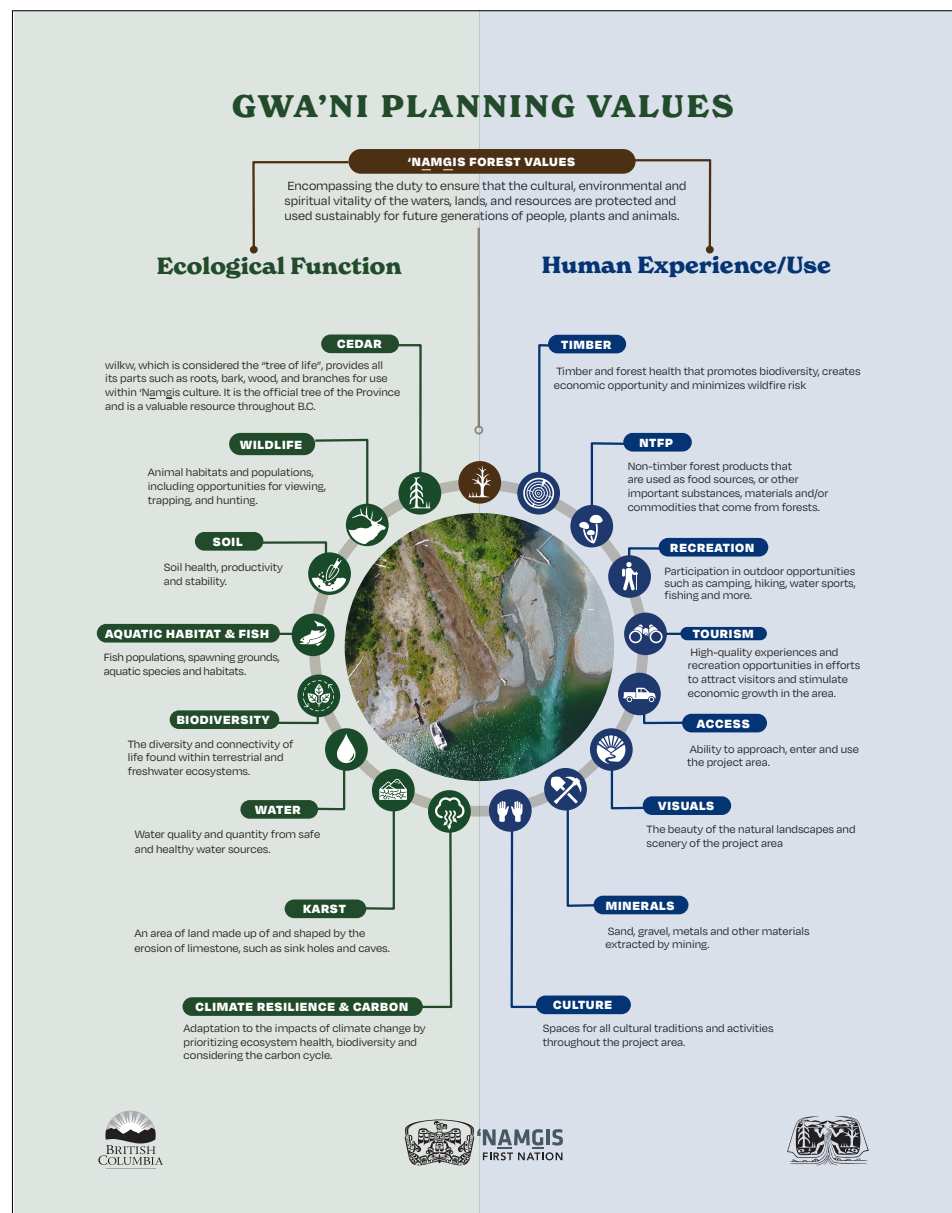 GWA'NI PLANNING VALUES
'NA̱MG̱IS FOREST VALUES
Encompassing the duty to ensure that the cultural, environmental and
spiritual vitality of the waters, lands, and resources are protected and
used sustainably for future generations of people, plants and animals.
Ecological Function
CEDAR
wilkw, which is considered the “tree of life”, provides all
its parts such as roots, bark, wood, and branches for use
within ‘Na̱mg̱is culture. It is the official tree of the Province
and is a valuable resource throughout B.C.
WILDLIFE
Animal habitats and populations,
including opportunities for viewing,
trapping, and hunting.
SOIL
Soil health, productivity
and stability.
AQUATIC HABITAT & FISH
Fish populations, spawning grounds,
aquatic species and habitats.
BIODIVERSITY
The diversity and connectivity of
life found within terrestrial and
freshwater ecosystems.
WATER
Water quality and quantity from safe
and healthy water sources.
KARST
An area of land made up of and shaped by the
erosion of limestone, such as sink holes and caves.
CLIMATE RESILIENCE & CARBON
Adaptation to the impacts of climate change by
prioritizing ecosystem health, biodiversity and
considering the carbon cycle.
Human Experience/Use
TIMBER
Timber and forest health that promotes biodiversity, creates
economic opportunity and minimizes wildfire risk
NTFP
Non-timber forest products that
are used as food sources, or other
important substances, materials and/or
commodities that come from forests.
RECREATION
Participation in outdoor opportunities
such as camping, hiking, water sports,
fishing and more.
TOURISM
High-quality experiences and
recreation opportunities in efforts
to attract visitors and stimulate
economic growth in the area.
ACCESS
Ability to approach, enter and use
the project area.
VISUALS
The beauty of the natural landscapes and
scenery of the project area
MINERALS
Sand, gravel, metals and other materials
extracted by mining.
CULTURE
Spaces for all cultural traditions and activities
throughout the project area.
BRITISH
COLUMBIA
‘NA̱MG̱IS
FIRST NATION